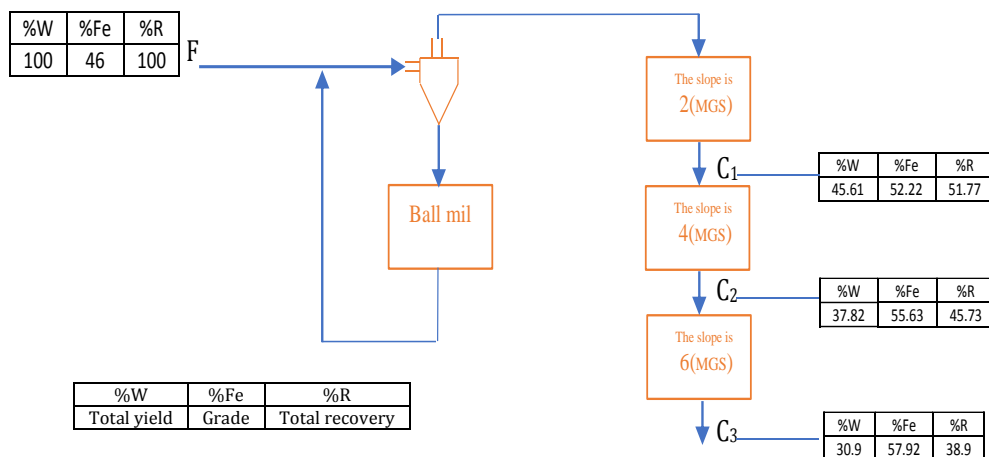 %W %Fe %R
100 46 100
F
The slope is
2(MGS)
C1
%W %Fe %R
45.61 52.22 51.77
Ball mil
The slope is
4(MGS)
C2
%W %Fe %R
37.82 55.63 45.73
The slope is
6(MGS)
%W %Fe %R
Total yield Grade Total recovery
C3
%W %Fe %R
30.9 57.92 38.9